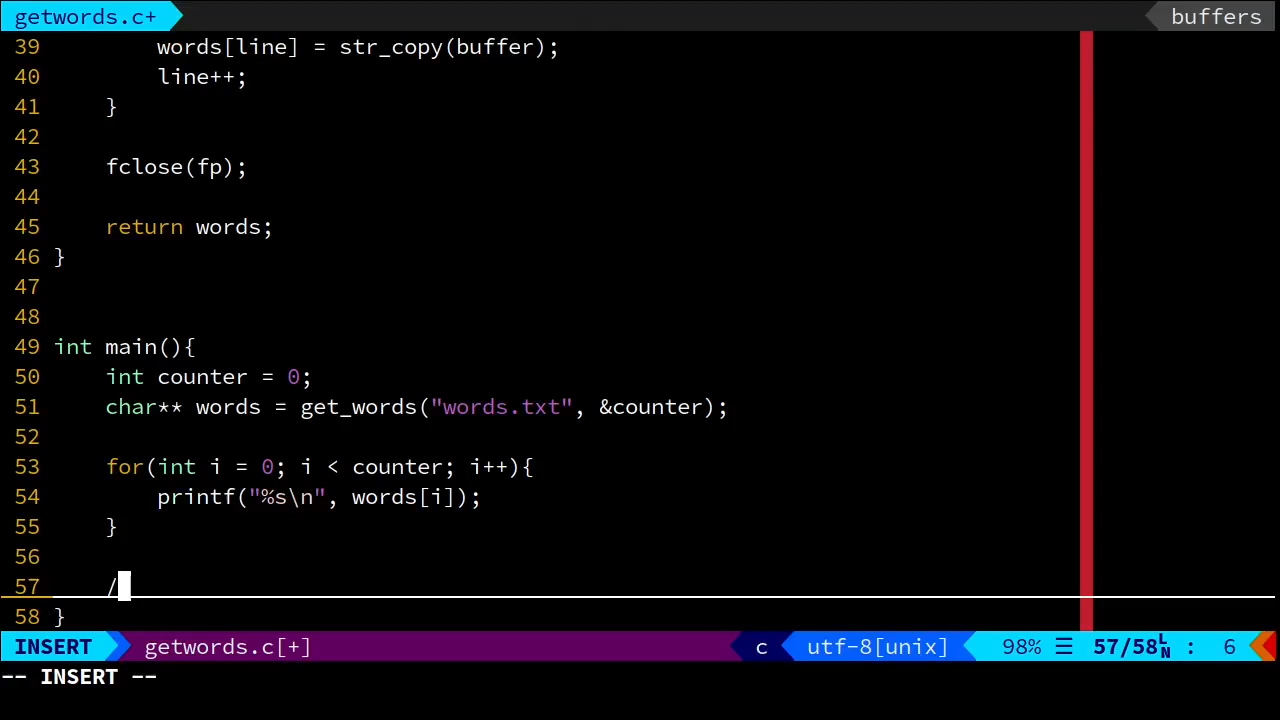 getwords.c+ buffers
39         words[line] = str_copy(buffer);
40         line++;
41     }
42
43     fclose(fp);
44
45     return words;
46 }
47
48
49 int main(){
50     int counter = 0;
51     char** words = get_words("words.txt", &counter);
52
53     for(int i = 0; i < counter; i++){
54         printf("%s\n", words[i]);
55     }
56
57     /
58 }
INSERT getwords.c[+] c utf-8[unix] 98% ☰ 57/58 LN : 6
-- INSERT --